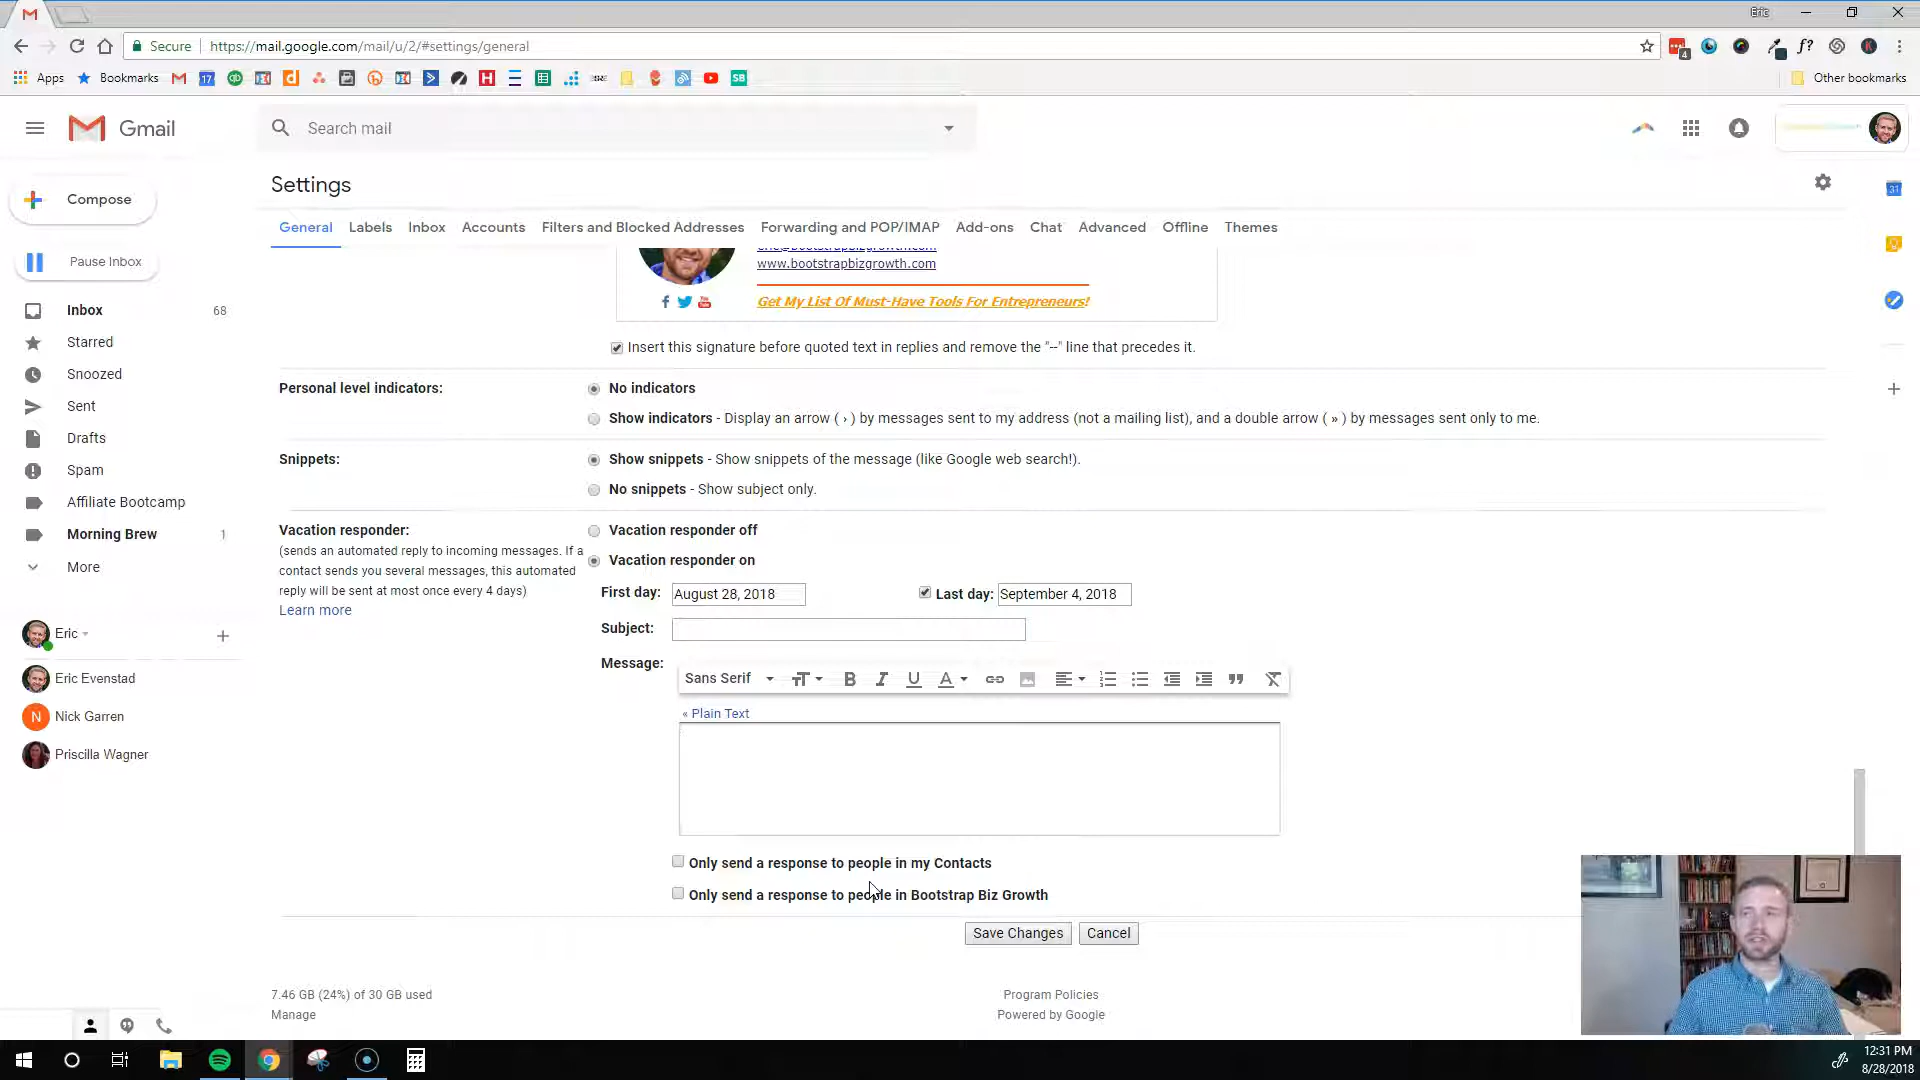 Eric
Secure https://mail.google.com/mail/u/2/#settings/general
4 f? K
Apps Bookmarks 17 H SB Other bookmarks
Gmail
Search mail
Settings
31
Compose
General Labels Inbox Accounts Filters and Blocked Addresses Forwarding and POP/IMAP Add-ons Chat Advanced Offline Themes
Pause Inbox
eric@bootstrapbizgrowth.com
www.bootstrapbizgrowth.com
Get My List Of Must-Have Tools For Entrepreneurs!
Inbox 68
Starred
Snoozed
Sent
Drafts
Spam
Affiliate Bootcamp
Morning Brew 1
More
Insert this signature before quoted text in replies and remove the "--" line that precedes it.
Personal level indicators:
No indicators
Show indicators - Display an arrow ( › ) by messages sent to my address (not a mailing list), and a double arrow ( » ) by messages sent only to me.
Snippets:
Show snippets - Show snippets of the message (like Google web search!).
No snippets - Show subject only.
Vacation responder:
(sends an automated reply to incoming messages. If a
contact sends you several messages, this automated
reply will be sent at most once every 4 days)
Learn more
Vacation responder off
Vacation responder on
First day: August 28, 2018 Last day: September 4, 2018
Subject:
Message:
Sans Serif
« Plain Text
Only send a response to people in my Contacts
Only send a response to people in Bootstrap Biz Growth
Save Changes Cancel
Eric
Eric Evenstad
N Nick Garren
Priscilla Wagner
7.46 GB (24%) of 30 GB used
Manage
Program Policies
Powered by Google
12:31 PM
8/28/2018